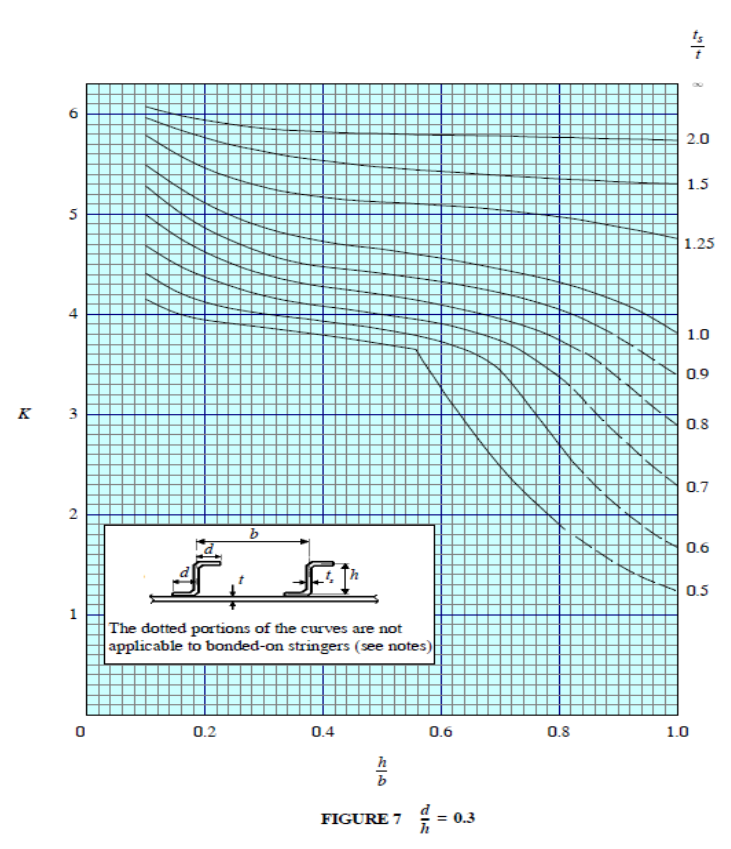 t_s
t
∞
6
2.0
1.5
5
1.25
4
1.0
0.9
K
3
0.8
0.7
2
0.6
b
d
d
t
t_s
h
0.5
1
The dotted portions of the curves are not
applicable to bonded-on stringers (see notes)
0 0.2 0.4 0.6 0.8 1.0
h
b
FIGURE 7 d/h = 0.3